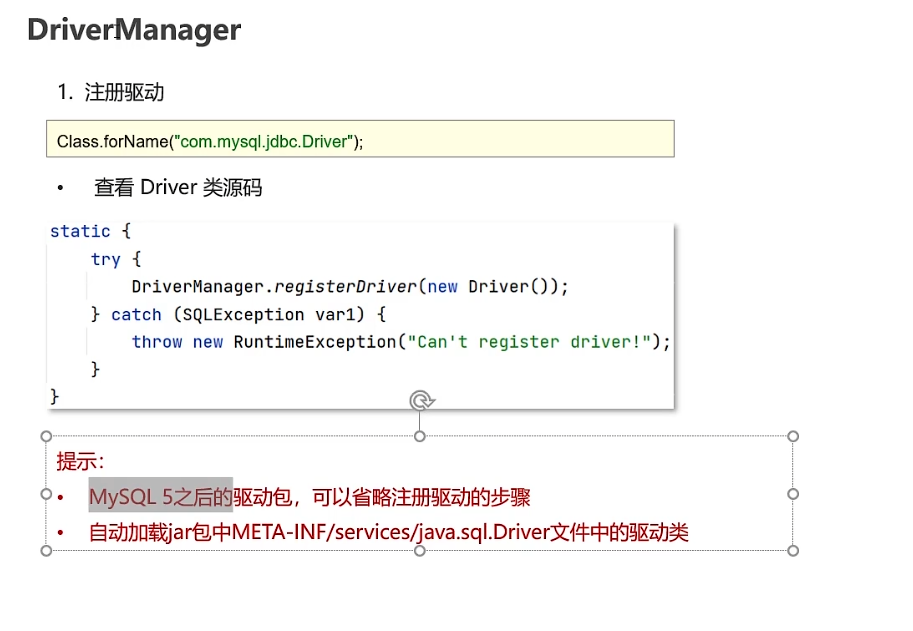 DriverManager
1. 注册驱动
Class.forName("com.mysql.jdbc.Driver");
• 查看 Driver 类源码
static {
try {
DriverManager.registerDriver(new Driver());
} catch (SQLException var1) {
throw new RuntimeException("Can't register driver!");
}
}
提示：
• MySQL 5之后的驱动包，可以省略注册驱动的步骤
• 自动加载jar包中META-INF/services/java.sql.Driver文件中的驱动类